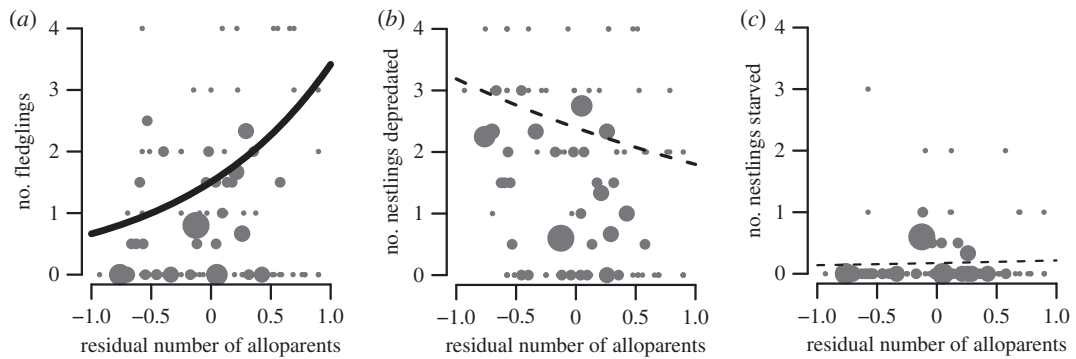 (a)
no. fledglings
4
3
2
1
0
−1.0 −0.5 0 0.5 1.0
residual number of alloparents
(b)
no. nestlings depredated
4
3
2
1
0
−1.0 −0.5 0 0.5 1.0
residual number of alloparents
(c)
no. nestlings starved
4
3
2
1
0
−1.0 −0.5 0 0.5 1.0
residual number of alloparents